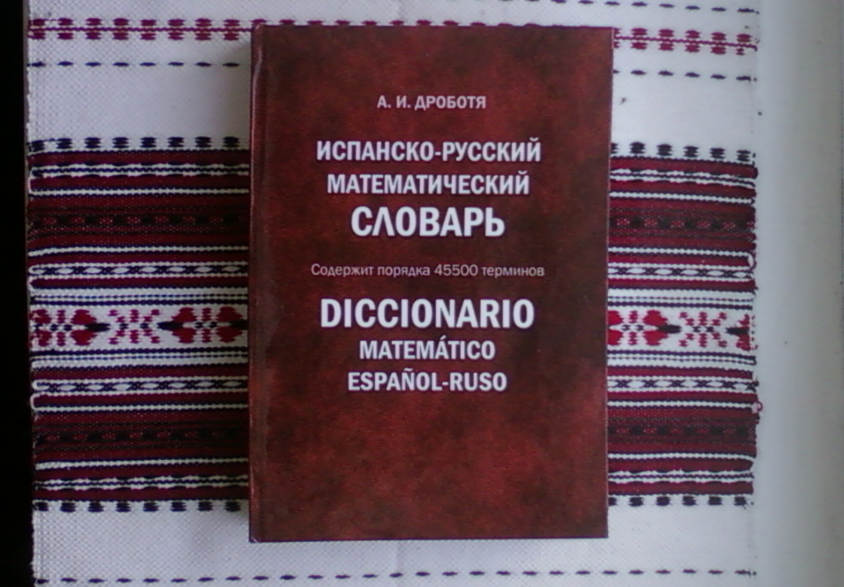 А. И. ДРОБОТЯ
ИСПАНСКО-РУССКИЙ
МАТЕМАТИЧЕСКИЙ
СЛОВАРЬ
Содержит порядка 45500 терминов
DICCIONARIO
MATEMÁTICO
ESPAÑOL-RUSO